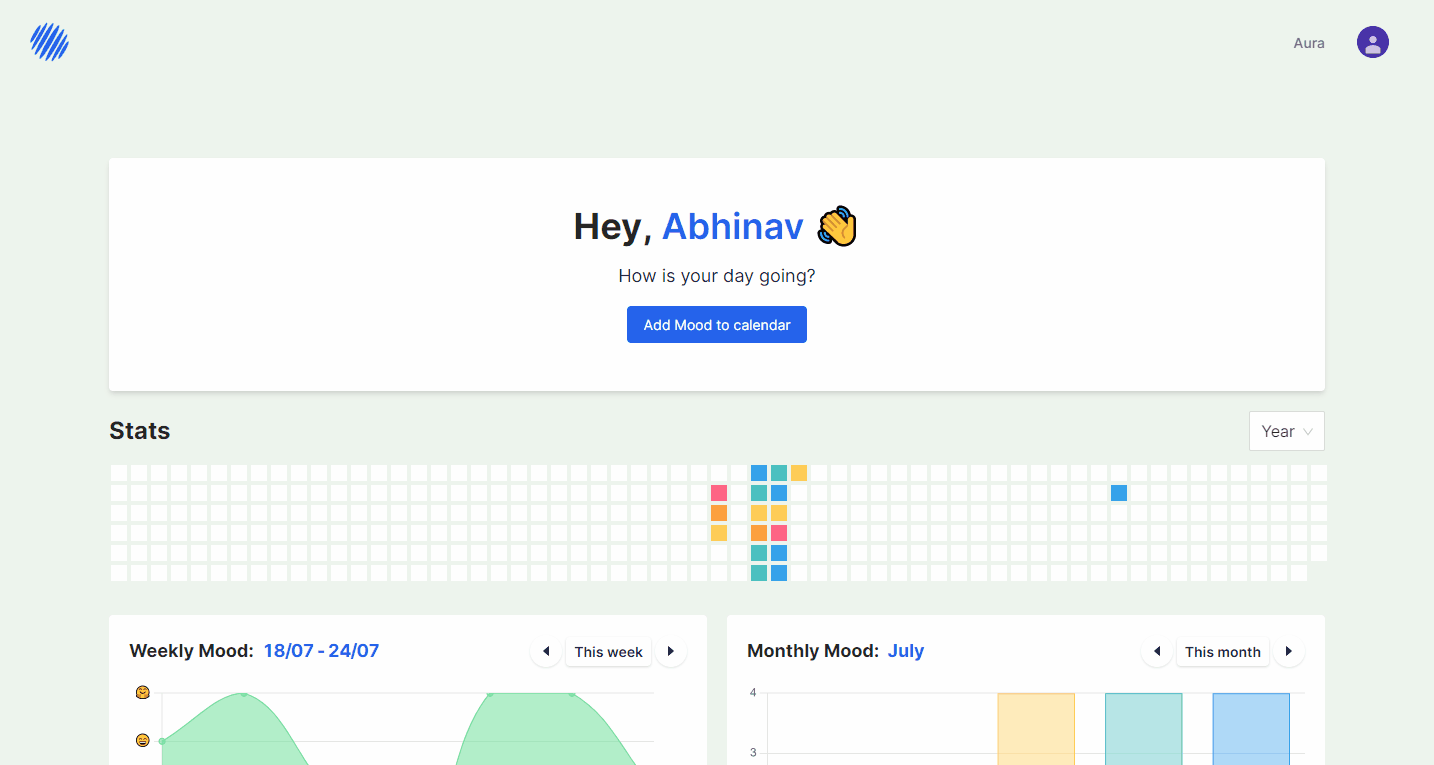 Aura
Hey, Abhinav 👋
How is your day going?
Add Mood to calendar
Stats
Year
Weekly Mood: 18/07 - 24/07
This week
Monthly Mood: July
This month
4
3